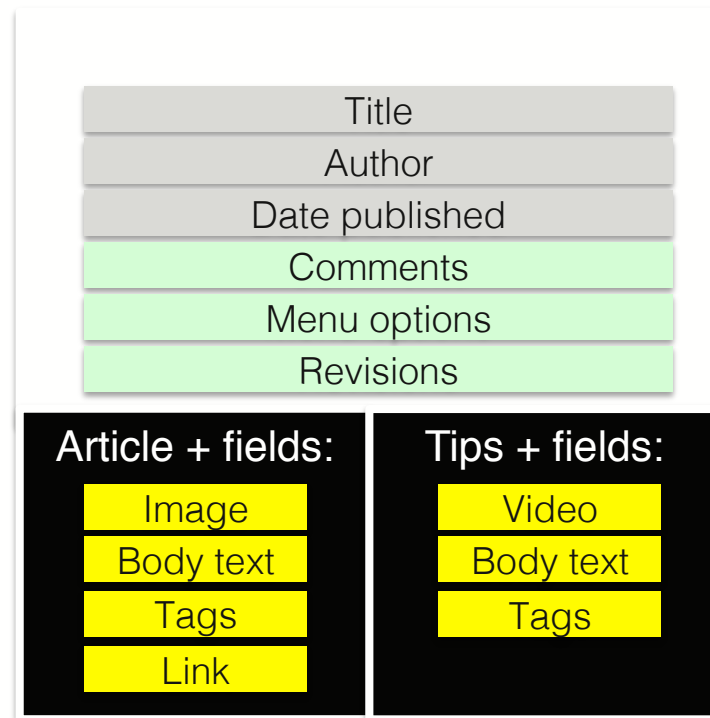 Title
Author
Date published
Comments
Menu options
Revisions
Article + fields:
Image
Body text
Tags
Link
Tips + fields:
Video
Body text
Tags